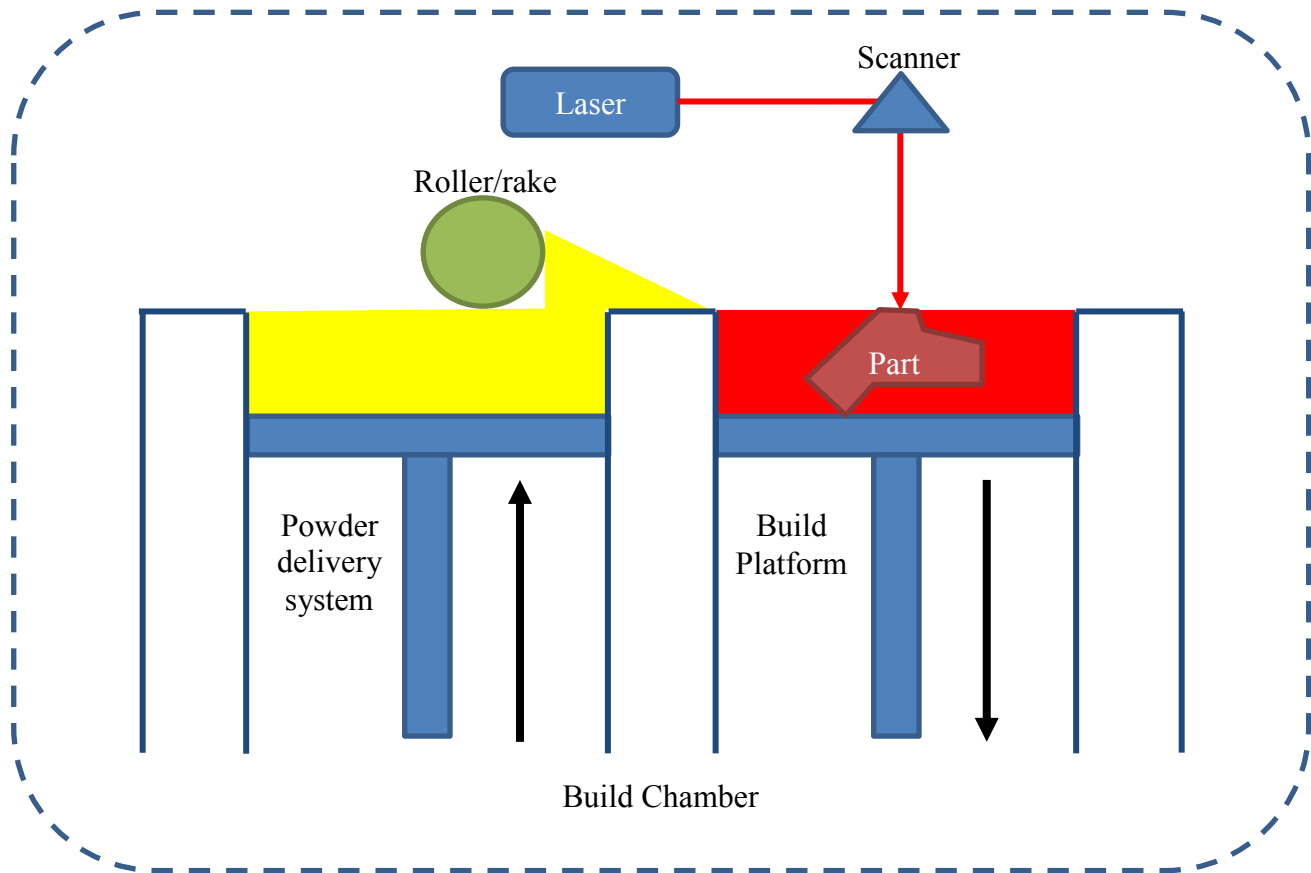 Scanner
Laser
Roller/rake
Part
Powder
delivery
system
Build
Platform
Build Chamber